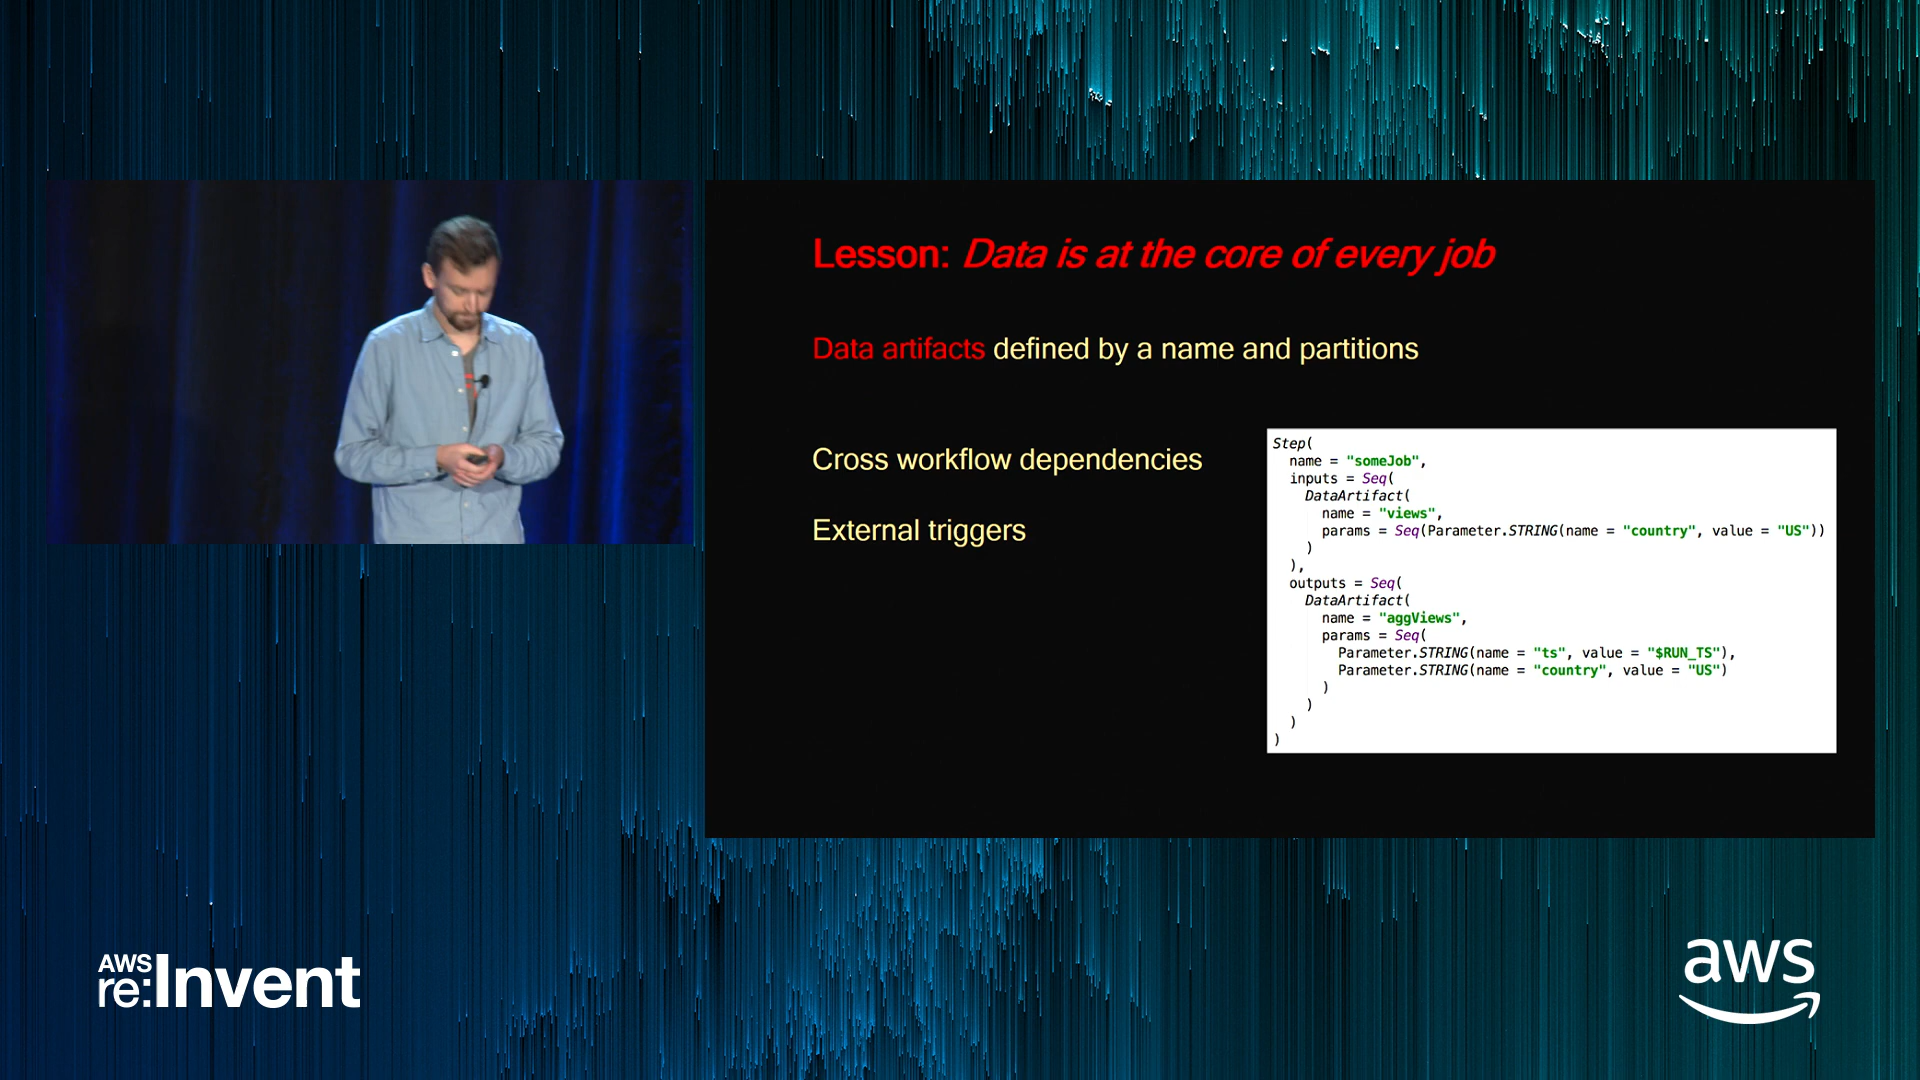 Lesson: Data is at the core of every job
Data artifacts defined by a name and partitions
Cross workflow dependencies
External triggers
Step(
name = "someJob",
inputs = Seq(
DataArtifact(
name = "views",
params = Seq(Parameter.STRING(name = "country", value = "US"))
)
),
outputs = Seq(
DataArtifact(
name = "aggViews",
params = Seq(
Parameter.STRING(name = "ts", value = "$RUN_TS"),
Parameter.STRING(name = "country", value = "US")
)
)
)
)
AWS
re:Invent
aws